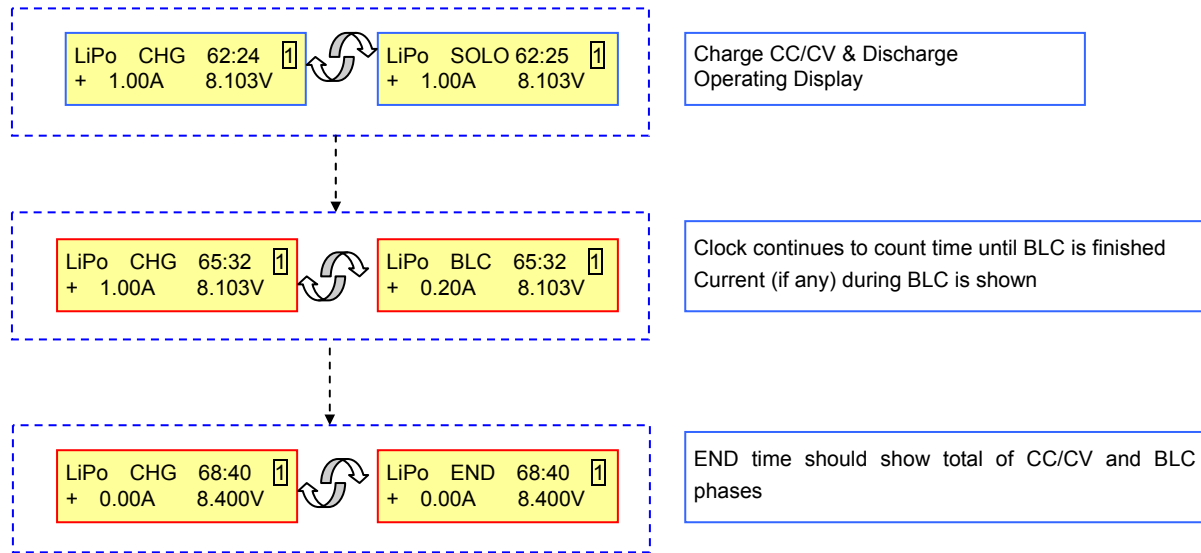 LiPo CHG 62:24 1
+ 1.00A 8.103V
LiPo SOLO 62:25 1
+ 1.00A 8.103V
Charge CC/CV & Discharge
Operating Display
LiPo CHG 65:32 1
+ 1.00A 8.103V
LiPo BLC 65:32 1
+ 0.20A 8.103V
Clock continues to count time until BLC is finished
Current (if any) during BLC is shown
LiPo CHG 68:40 1
+ 0.00A 8.400V
LiPo END 68:40 1
+ 0.00A 8.400V
END time should show total of CC/CV and BLC
phases